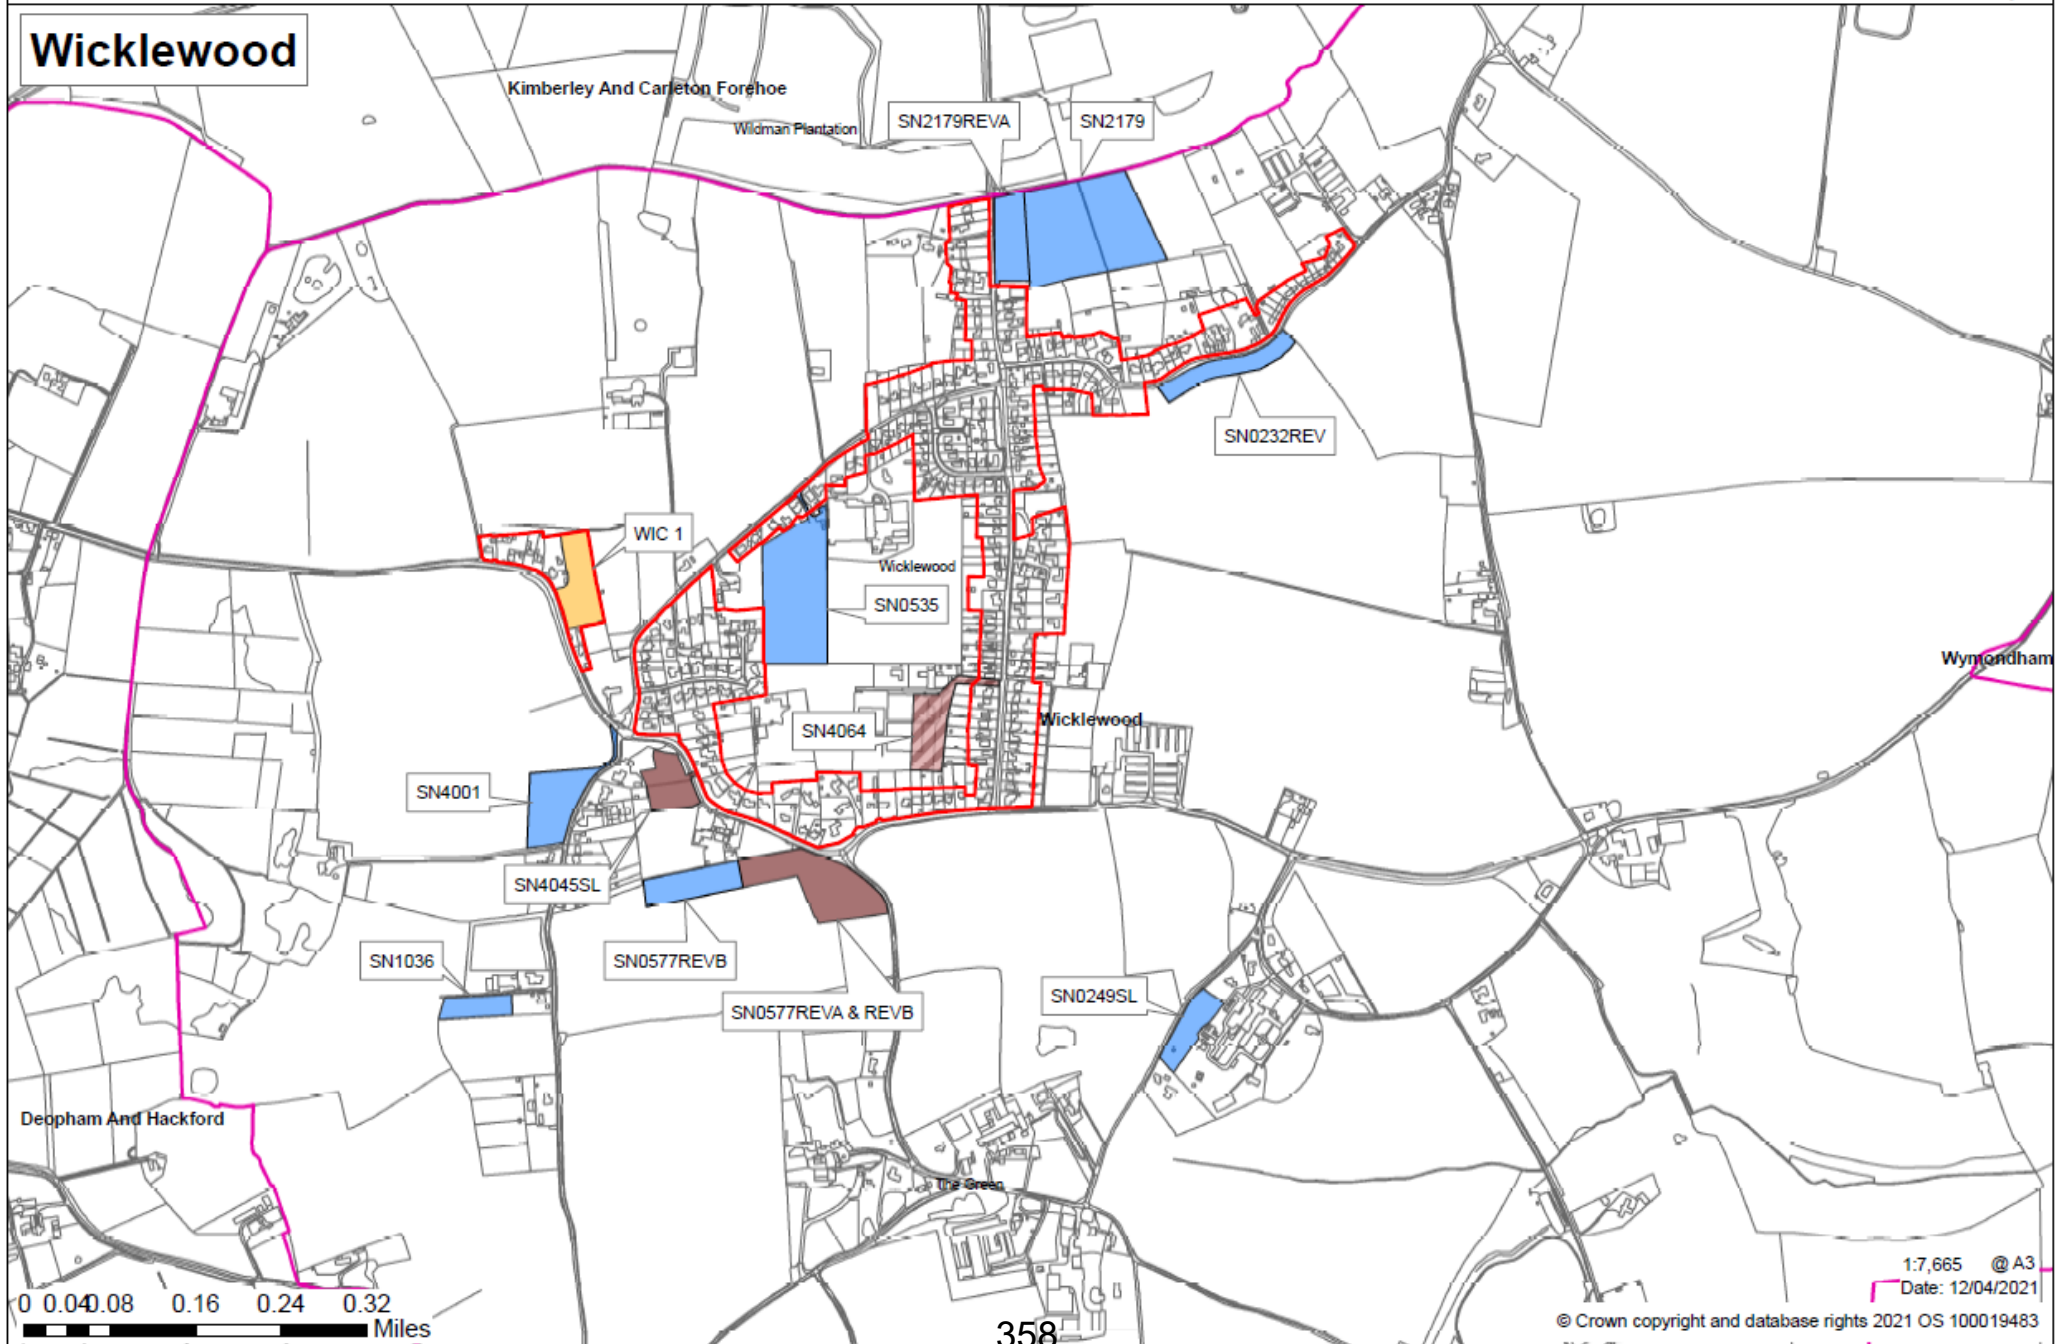 Wicklewood
Kimberley And Carleton Forehoe
SN2179REVA
SN2179
Wildman Plantation
SN0232REV
WIC 1
Wicklewood
SN0535
Wymondham
Wicklewood
SN4064
SN4001
SN4045SL
SN0577REVB
SN1036
SN0249SL
SN0577REVA & REVB
Deopham And Hackford
The Green
1:7,665 @ A3
Date: 12/04/2021
0 0.04 0.08 0.16 0.24 0.32
Miles
© Crown copyright and database rights 2021 OS 100019483
358